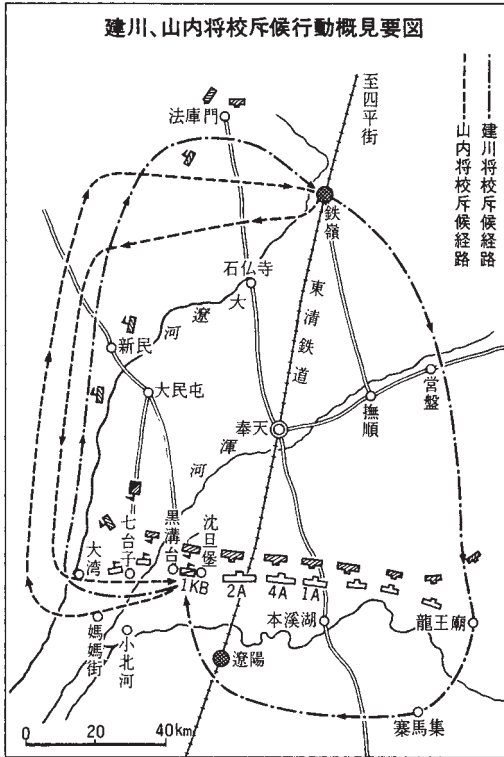 建川、山内将校斥候行動概見要図
建川将校斥候経路
山内将校斥候経路
至四平街
法庫門
鉄嶺
石仏寺
大遼河
東清鉄道
新民
大民屯
営盤
撫順
奉天
渾河
七台子
黒溝台
沈旦堡
大湾
1KB
2A
4A
1A
本溪湖
龍王廟
媽媽街
小北河
遼陽
寨馬集
0 20 40km